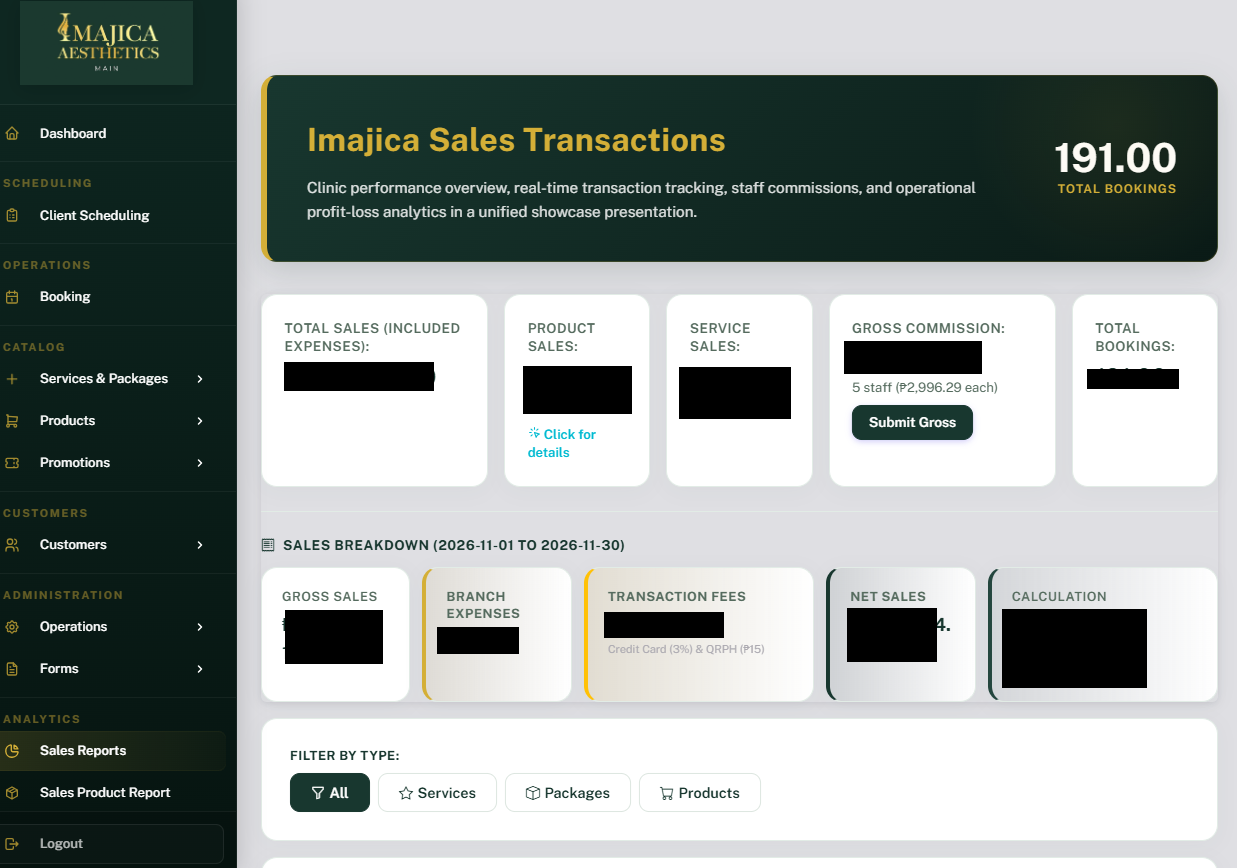 IMAJICA
AESTHETICS
MAIN
Dashboard
SCHEDULING
Client Scheduling
OPERATIONS
Booking
CATALOG
Services & Packages
Products
Promotions
CUSTOMERS
Customers
ADMINISTRATION
Operations
Forms
ANALYTICS
Sales Reports
Sales Product Report
Logout
Imajica Sales Transactions
Clinic performance overview, real-time transaction tracking, staff commissions, and operational
profit-loss analytics in a unified showcase presentation.
191.00
TOTAL BOOKINGS
TOTAL SALES (INCLUDED
EXPENSES):
PRODUCT
SALES:
Click for
details
SERVICE
SALES:
GROSS COMMISSION:
5 staff (₱2,996.29 each)
Submit Gross
TOTAL
BOOKINGS:
SALES BREAKDOWN (2026-11-01 TO 2026-11-30)
GROSS SALES
BRANCH
EXPENSES
TRANSACTION FEES
Credit Card (3%) & QRPH (₱15)
NET SALES
4.
CALCULATION
FILTER BY TYPE:
All
Services
Packages
Products